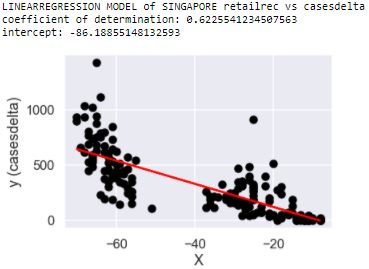 LINEARREGRESSION MODEL of SINGAPORE retailrec vs casesdelta
coefficient of determination: 0.6225541234507563
intercept: -86.18855148132593
1000
500
0
y (casesdelta)
−60
−40
−20
X